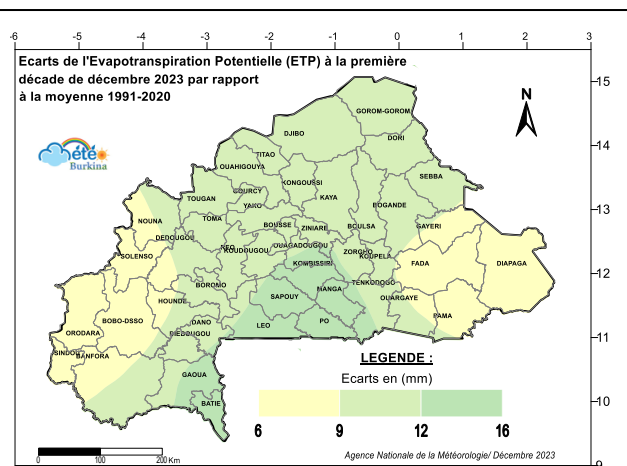 -6 -5 -4 -3 -2 -1 0 1 2 3
Ecarts de l'Evapotranspiration Potentielle (ETP) à la première
décade de décembre 2023 par rapport
à la moyenne 1991-2020
15
N
GOROM-GOROM
DJIBO
DORI
14
été
Burkina
TITAO
OUAHIGOUYA
SEBBA
KONGOUSSI
GOURCY
TOUGAN
KAYA
YAKO
BOGANDE
13
NOUNA
TOMA
BOUSSE
ZINIARE
BOULSA
GAYERI
DEDOUGOU
REO
KOUDOUGOU
OUAGADOUGOU
ZORGHO
KOUPELA
SOLENSO
KOMBISSIRI
FADA
DIAPAGA
12
BOROMO
TENKODOGO
MANGA
HOUNDE
SAPOUY
OUARGAYE
BOBO-DSSO
DANO
LEO
PO
PAMA
ORODARA
DIEBOUGOU
11
SINDOU
BANFORA
LEGENDE :
GAOUA
Ecarts en (mm)
BATIE
10
6 9 12 16
0 100 200 Km
Agence Nationale de la Météorologie/ Décembre 2023
9